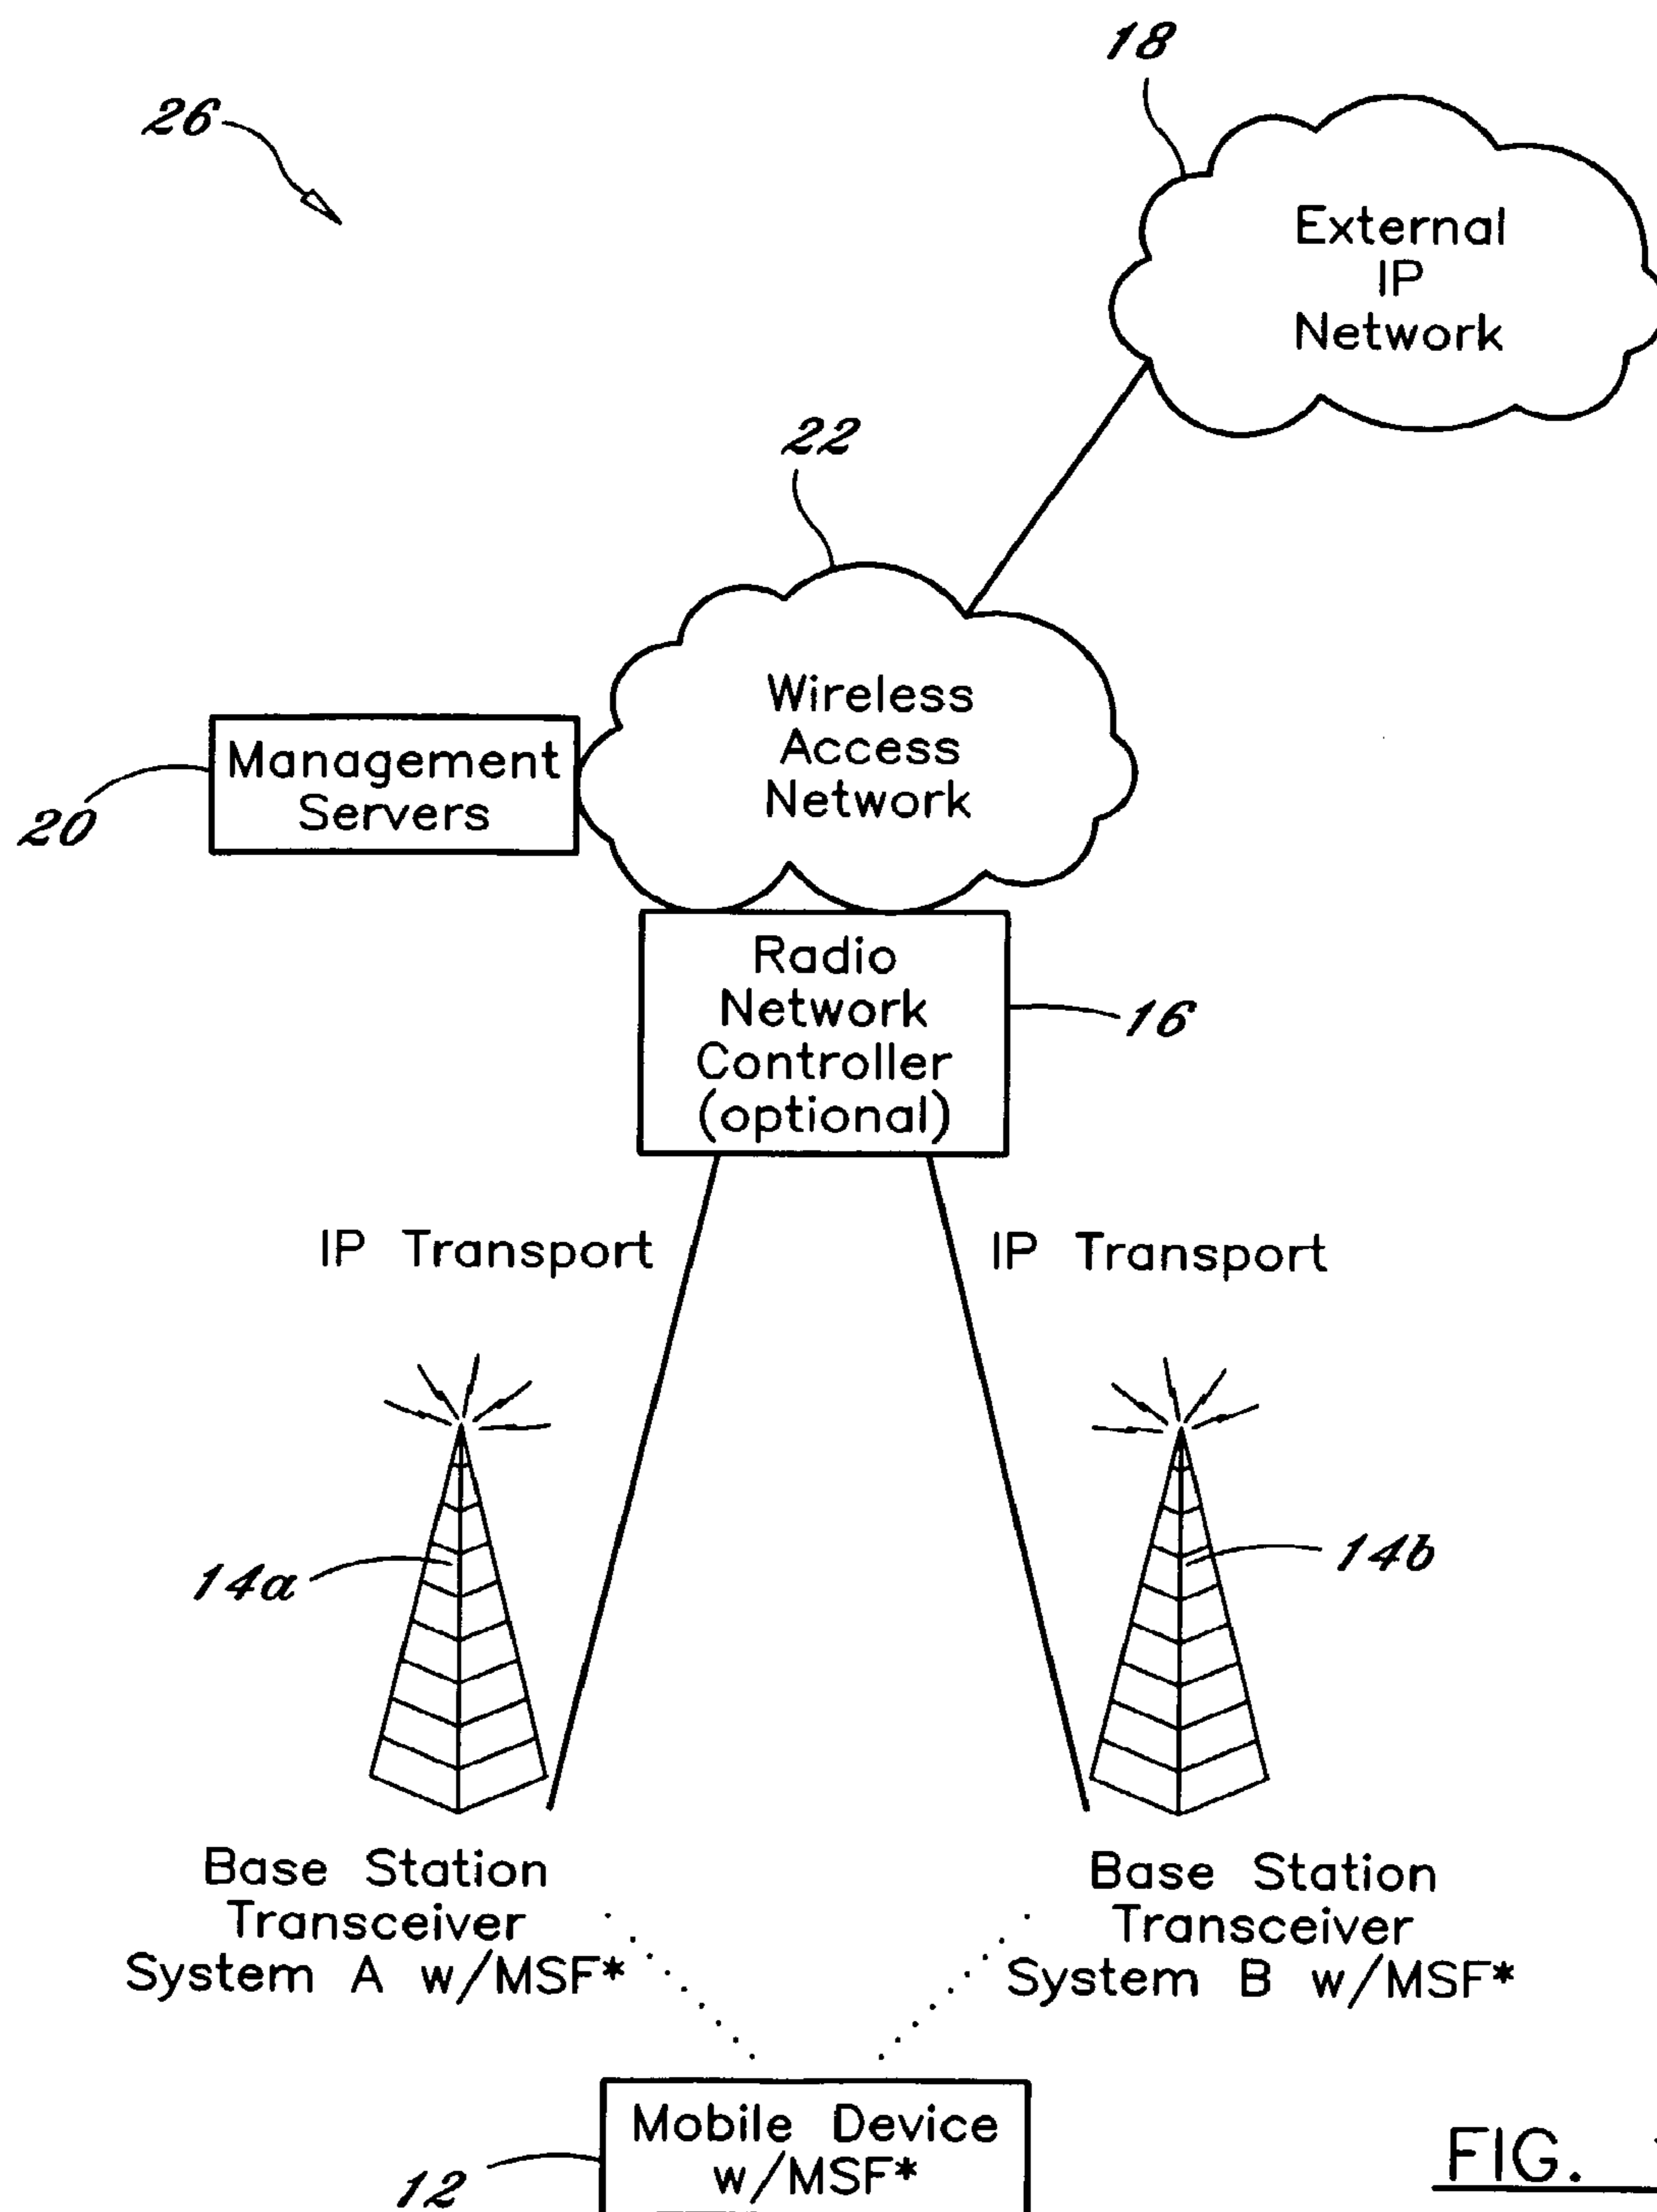 18
26
External
IP
Network
22
Wireless
Access
Network
Management
Servers
20
Radio
Network
Controller
(optional)
16
IP Transport
IP Transport
14a
14b
Base Station
Transceiver
System A w/MSF*
Base Station
Transceiver
System B w/MSF*
Mobile Device
w/MSF*
12
FIG.